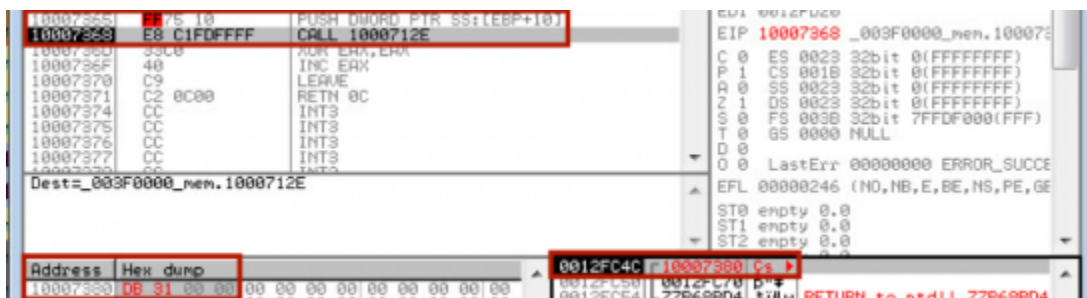 10007365 FF75 10 PUSH DWORD PTR SS:[EBP+10]
10007368 E8 C1FDFFFF CALL 1000712E
1000736D 33C0 XOR EAX,EAX
1000736F 40 INC EAX
10007370 C9 LEAVE
10007371 C2 0C00 RETN 0C
10007374 CC INT3
10007375 CC INT3
10007376 CC INT3
10007377 CC INT3
Dest=_003F0000_mem.1000712E
EDI 0012FD20
EIP 10007368 _003F0000_mem.100073
C 0 ES 0023 32bit 0(FFFFFFFF)
P 1 CS 001B 32bit 0(FFFFFFFF)
A 0 SS 0023 32bit 0(FFFFFFFF)
Z 1 DS 0023 32bit 0(FFFFFFFF)
S 0 FS 003B 32bit 7FFDF000(FFF)
T 0 GS 0000 NULL
D 0
O 0 LastErr 00000000 ERROR_SUCCE
EFL 00000246 (NO,NB,E,BE,NS,PE,GE
ST0 empty 0.0
ST1 empty 0.0
ST2 empty 0.0
Address Hex dump
10007380 DB 31 00 00 00 00 00 00 00 00 00 00 00 00 00 00
0012FC4C 10007380 Çs
0012FC50 0012FC70
0012FC54 RETURN to ntdll